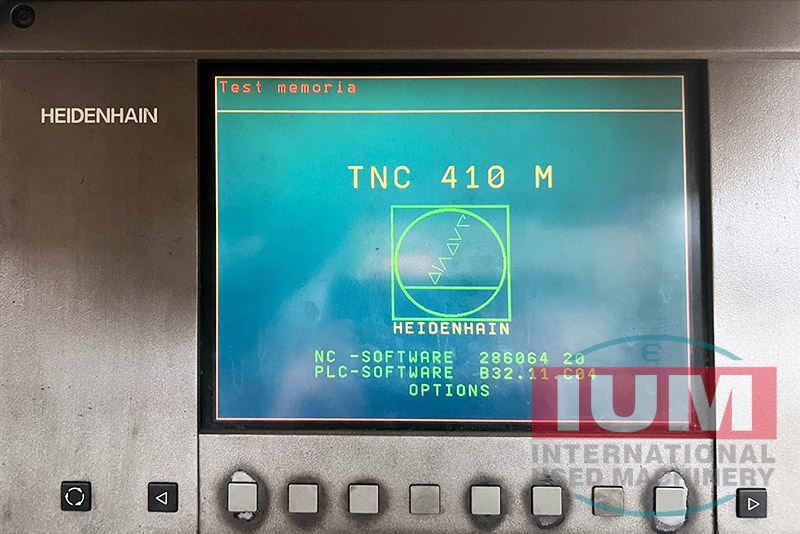 HEIDENHAIN
Test memoria
TNC 410 M
HEIDENHAIN
NC -SOFTWARE 286064 20
PLC-SOFTWARE B32.11.C04
OPTIONS
IUM
INTERNATIONAL
USED MACHINERY